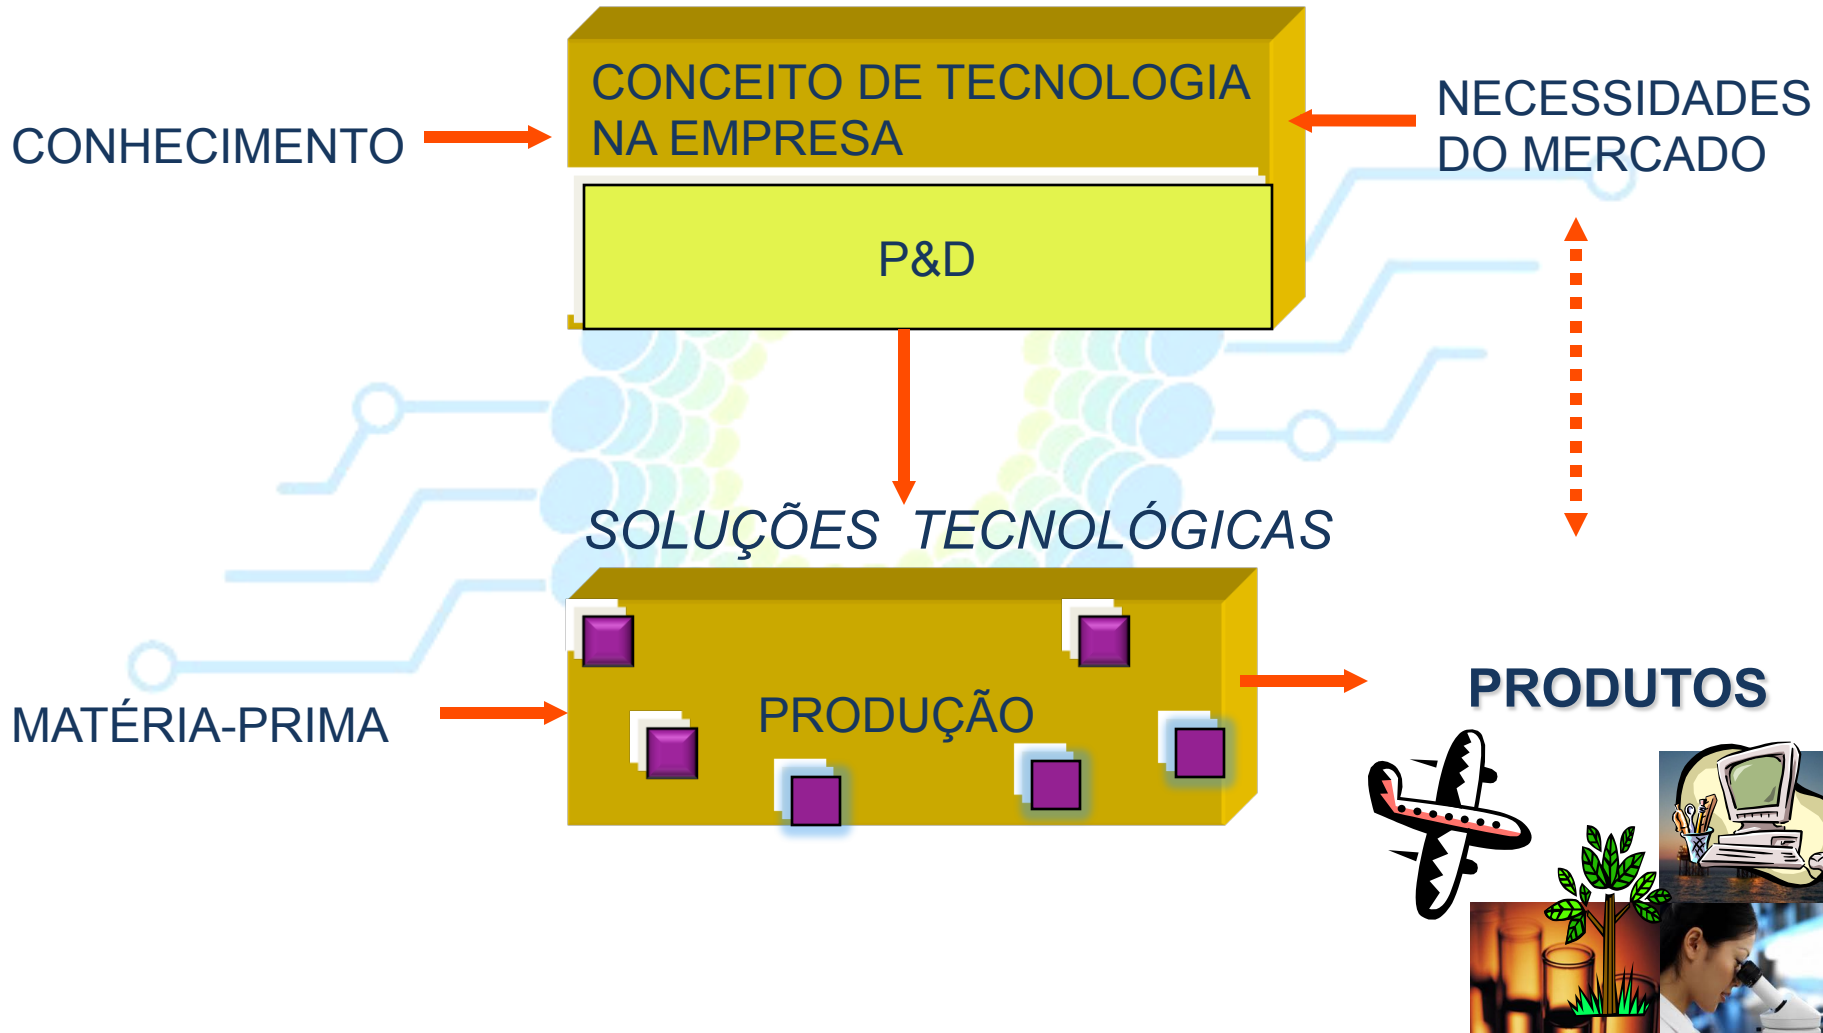 CONCEITO DE TECNOLOGIA
NA EMPRESA
CONHECIMENTO
NECESSIDADES
DO MERCADO
P&D
SOLUÇÕES TECNOLÓGICAS
MATÉRIA-PRIMA
PRODUÇÃO
PRODUTOS